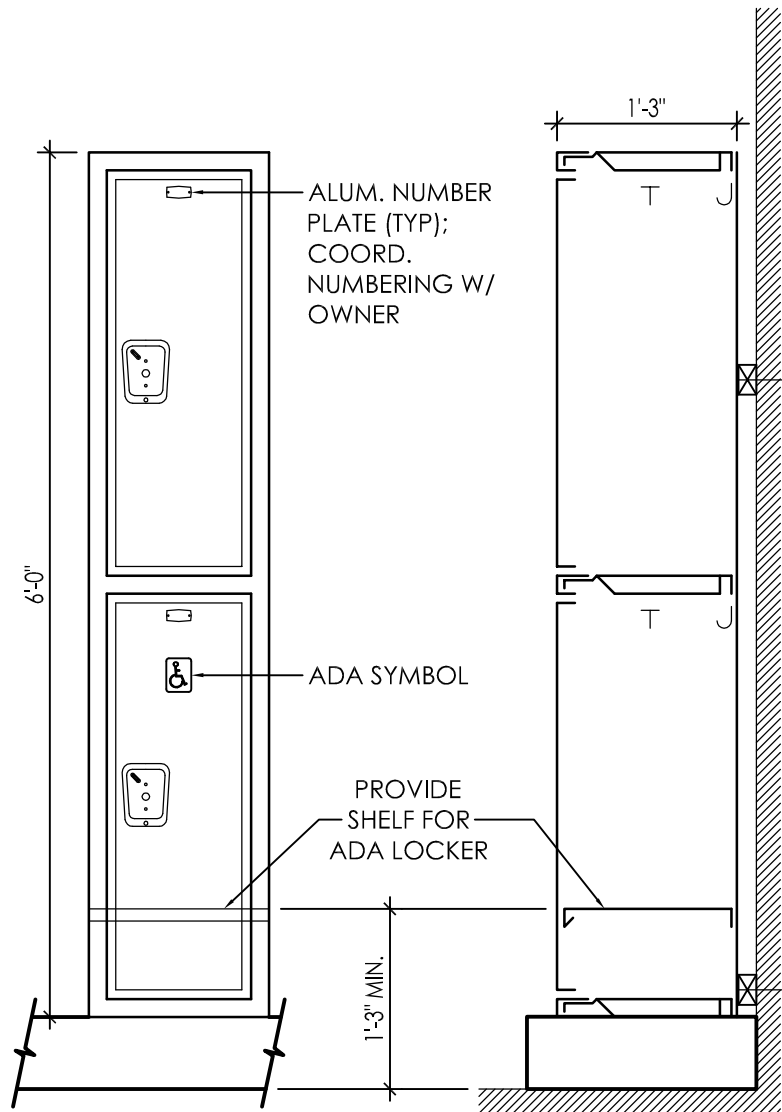 1'-3"
ALUM. NUMBER
PLATE (TYP);
COORD.
NUMBERING W/
OWNER
6'-0"
ADA SYMBOL
PROVIDE
SHELF FOR
ADA LOCKER
1'-3" MIN.